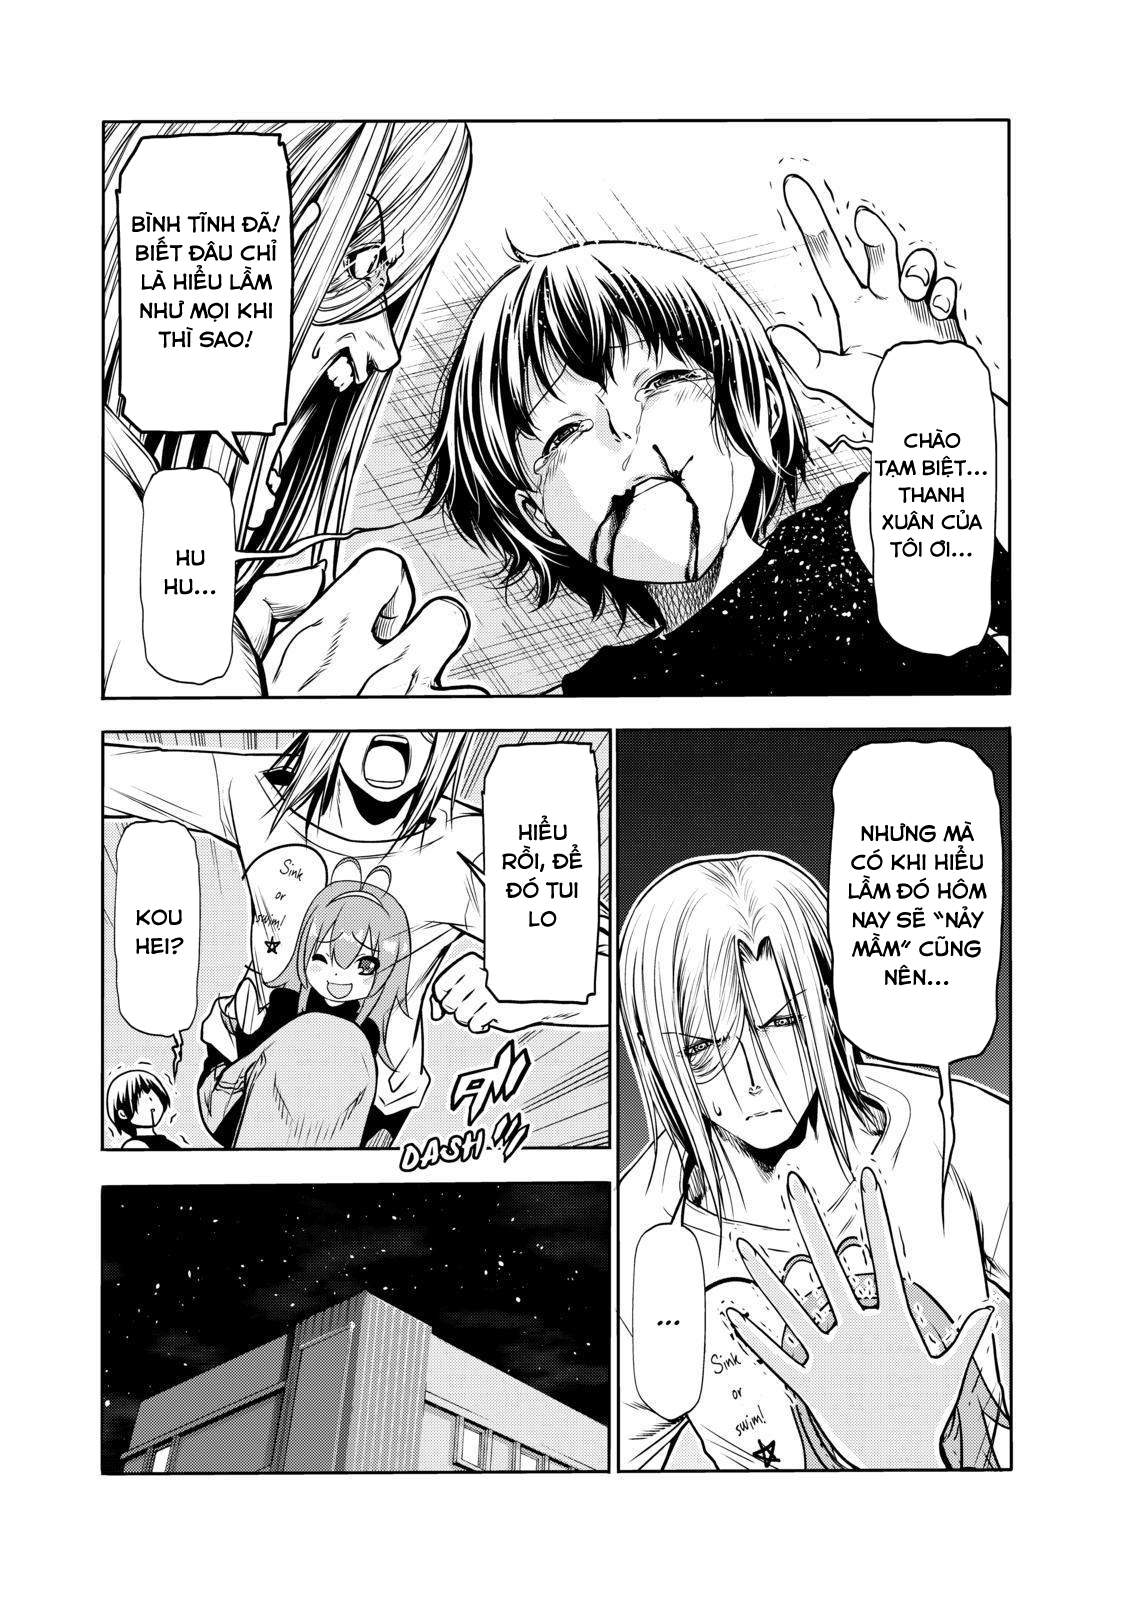 CHÀO
TẠM BIỆT...
THANH
XUÂN CỦA
TÔI ƠI...
BÌNH TĨNH ĐÃ!
BIẾT ĐÂU CHỈ
LÀ HIỂU LẦM
NHƯ MỌI KHI
THÌ SAO!
HU
HU...
NHƯNG MÀ
CÓ KHI HIỂU
LẦM ĐÓ HÔM
NAY SẼ "NẢY
MẦM" CŨNG
NÊN...
...
Sink
or
swim!
HIỂU
RỒI, ĐỂ
ĐÓ TUI
LO
Sink
or
swim!
KOU
HEI?
DASH!!